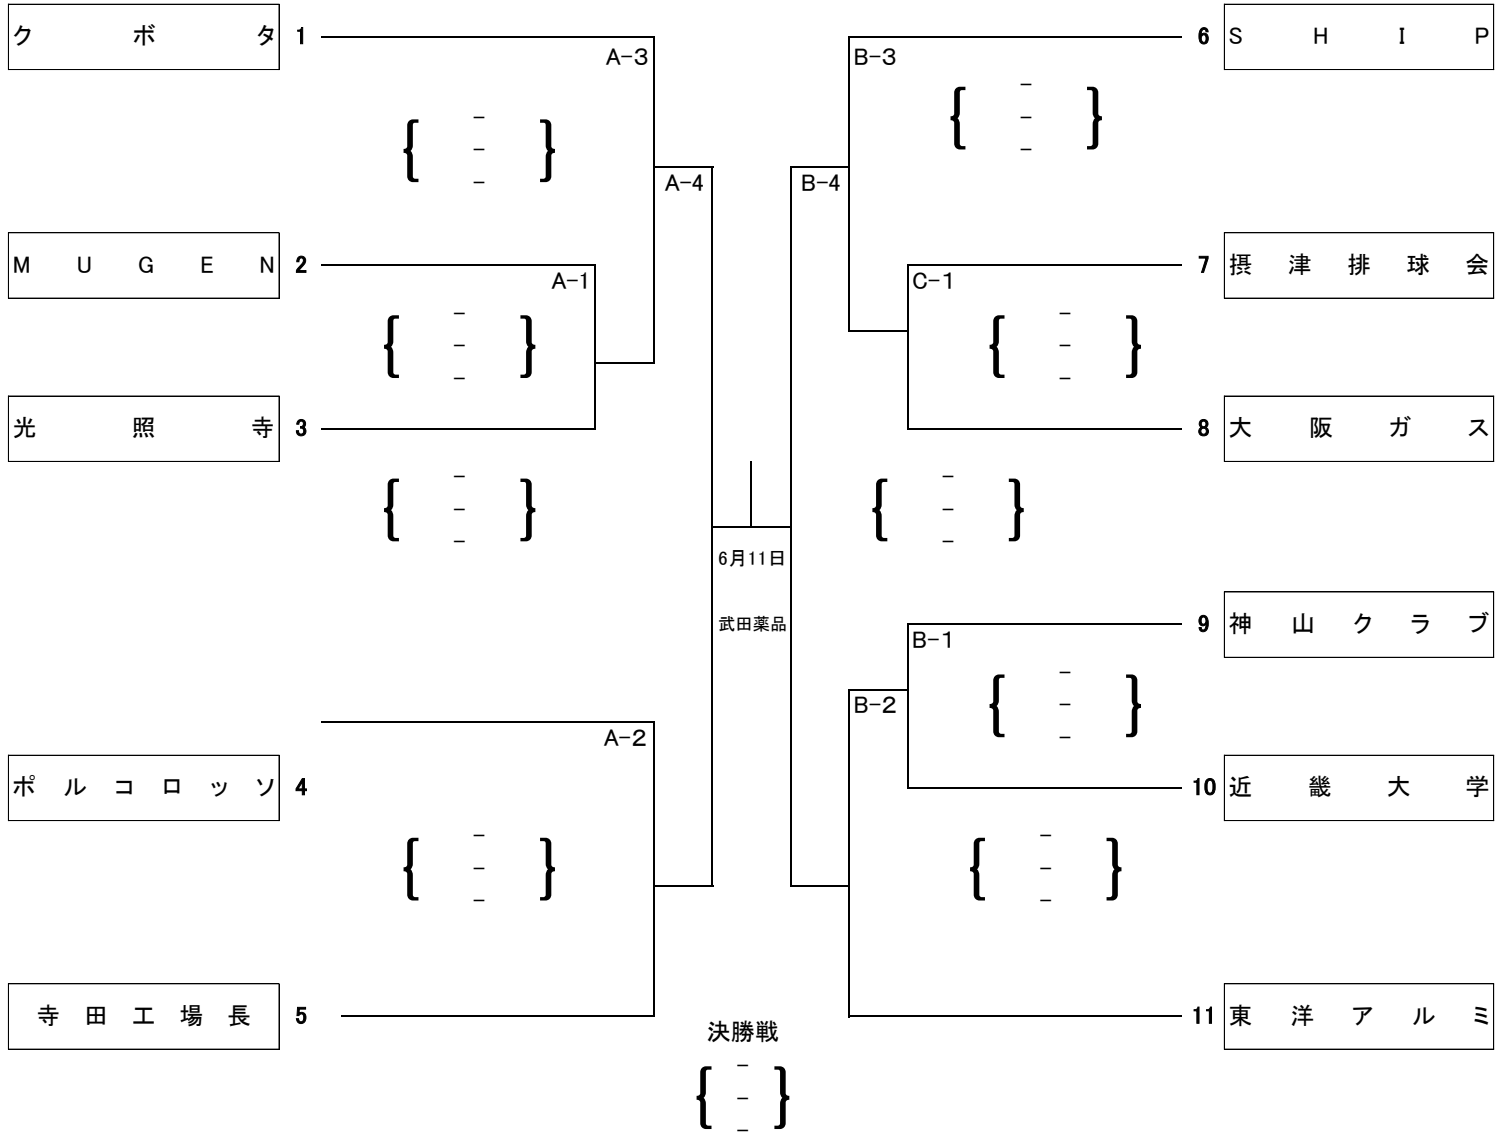 クボタ 1
A-3
MUGEN 2
A-1
光照寺 3
A-4
A-2
ポルコロッソ 4
寺田工場長 5
6月11日
武田薬品
決勝戦
6 SHIP
B-3
B-4
7 摂津排球会
C-1
8 大阪ガス
9 神山クラブ
B-1
B-2
10 近畿大学
11 東洋アルミ
{ - - - }
{ - - - }
{ - - - }
{ - - - }
{ - - - }
{ - - - }
{ - - - }
{ - - - }
{ - - - }
{ - - - }